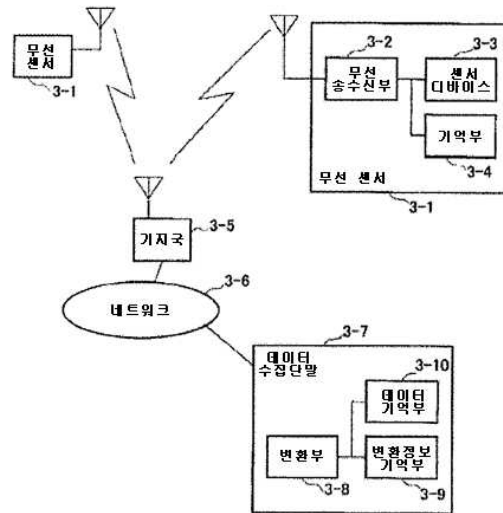 무선
센서
3-1
3-2
무선
송수신부
3-3
센서
디바이스
기억부
3-4
무선 센서
3-1
기지국
3-5
3-6
네트워크
3-7
데이터
수집단말
3-10
데이터
기억부
변환부
3-8
변환정보
기억부
3-9